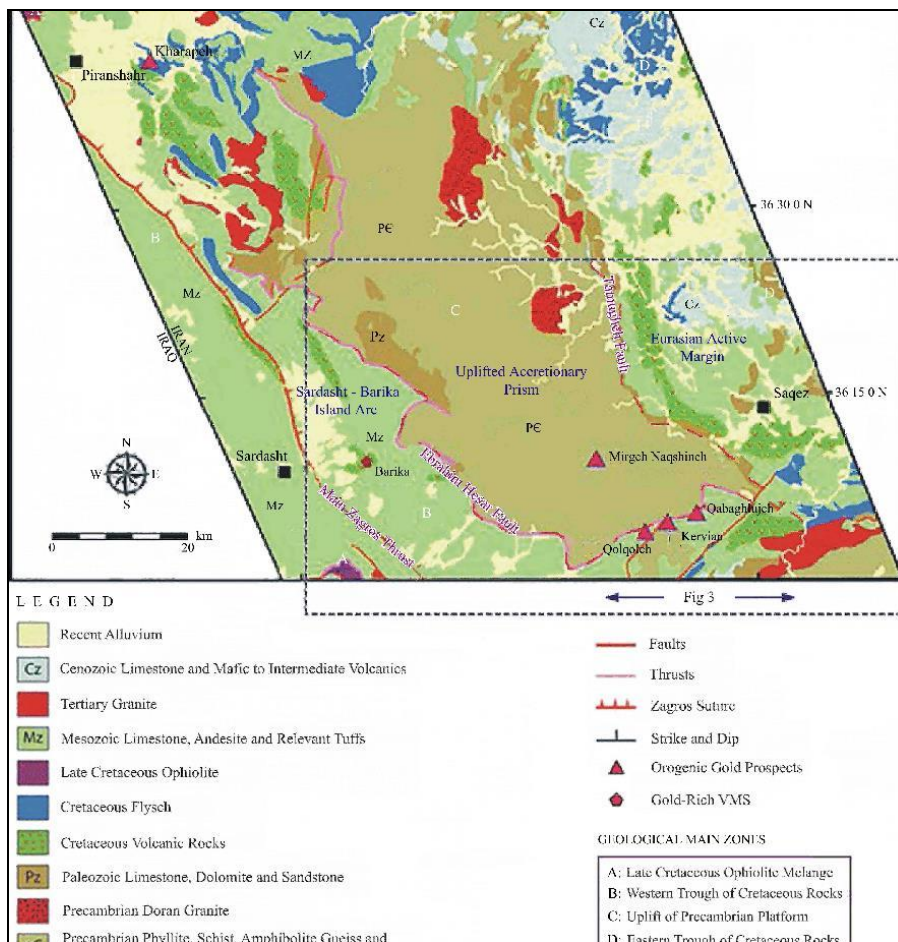 Cz
Kharapeh
MZ
Piranshahr
D
36 30 0 N
PЄ
B
Mz
C
Cz
D
Eurasian Active
Margin
Pz
IRAN
IRAQ
Uplifted Accretionary
Prism
36 15 0 N
Sardasht - Barika
Island Arc
Saqez
PЄ
Mz
N
W E
S
Sardasht
Barika
Mirgeh Naqshineh
Ebrahim Hesar Fault
Mz
B
Main Zagros Thrust
Qabaghlujeh
Kervian
Qolqoleh
0 20
km
Fig 3
LEGEND
Recent Alluvium
Cz Cenozoic Limestone and Mafic to Intermediate Volcanics
Tertiary Granite
Mz Mesozoic Limestone, Andesite and Relevant Tuffs
Late Cretaceous Ophiolite
Cretaceous Flysch
Cretaceous Volcanic Rocks
Pz Paleozoic Limestone, Dolomite and Sandstone
Precambrian Doran Granite
Precambrian Phyllite, Schist, Amphibolite Gneiss and
Faults
Thrusts
Zagros Suture
Strike and Dip
Orogenic Gold Prospects
Gold-Rich VMS
GEOLOGICAL MAIN ZONES
A: Late Cretaceous Ophiolite Melange
B: Western Trough of Cretaceous Rocks
C: Uplift of Precambrian Platform
D: Eastern Trough of Cretaceous Rocks